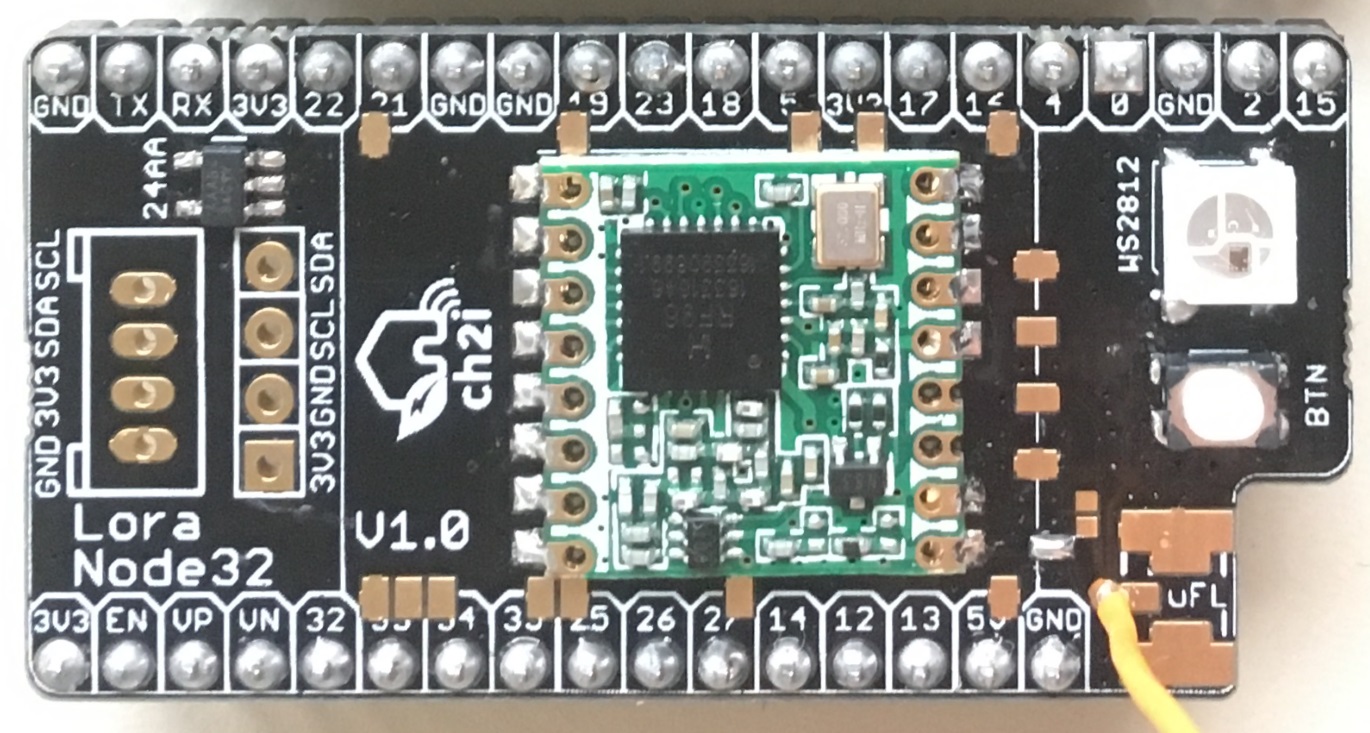 GND TX RX 3V3 22 21 GND GND 19 23 18 5 3V3 17 16 4 0 GND 2 15
24AA
WS2812
SCL
SDA
3V3
GND
SDA
SCL
GND
3V3
ch2i
RF96
BTN
Lora
Node32
V1.0
uFL
3V3 EN VP VN 32 33 34 35 25 26 27 14 12 13 5V GND